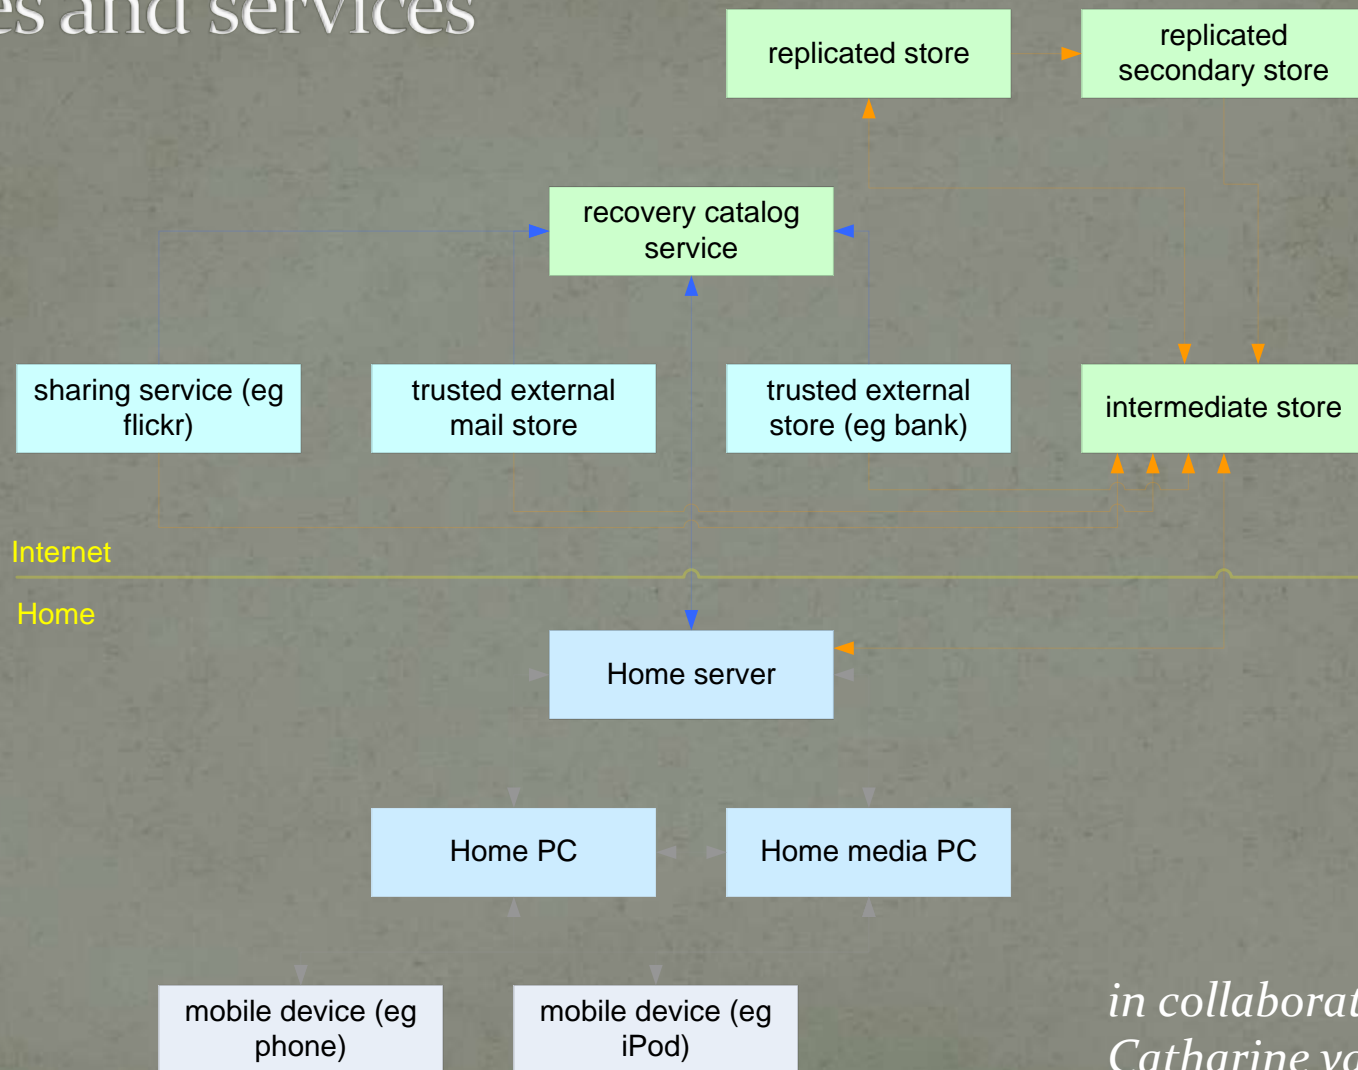 and services
replicated store
replicated
secondary store
recovery catalog
service
sharing service (eg
flickr)
trusted external
mail store
trusted external
store (eg bank)
intermediate store
Internet
Home
Home server
Home PC
Home media PC
mobile device (eg
phone)
mobile device (eg
iPod)
in
Catharine